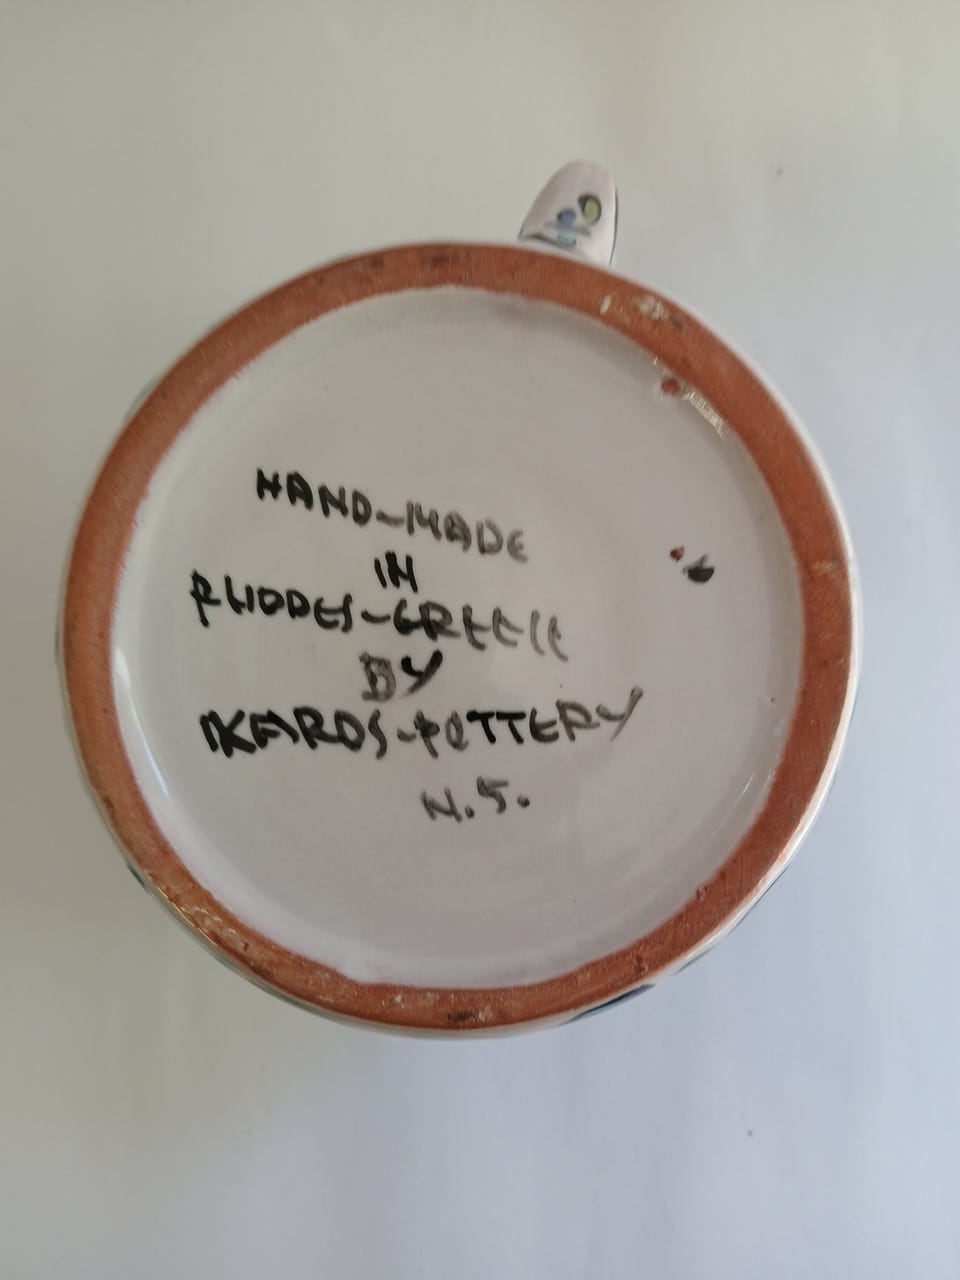 HAND-MADE
IN
RHODES-GREECE
BY
IKAROS-POTTERY
N.S.